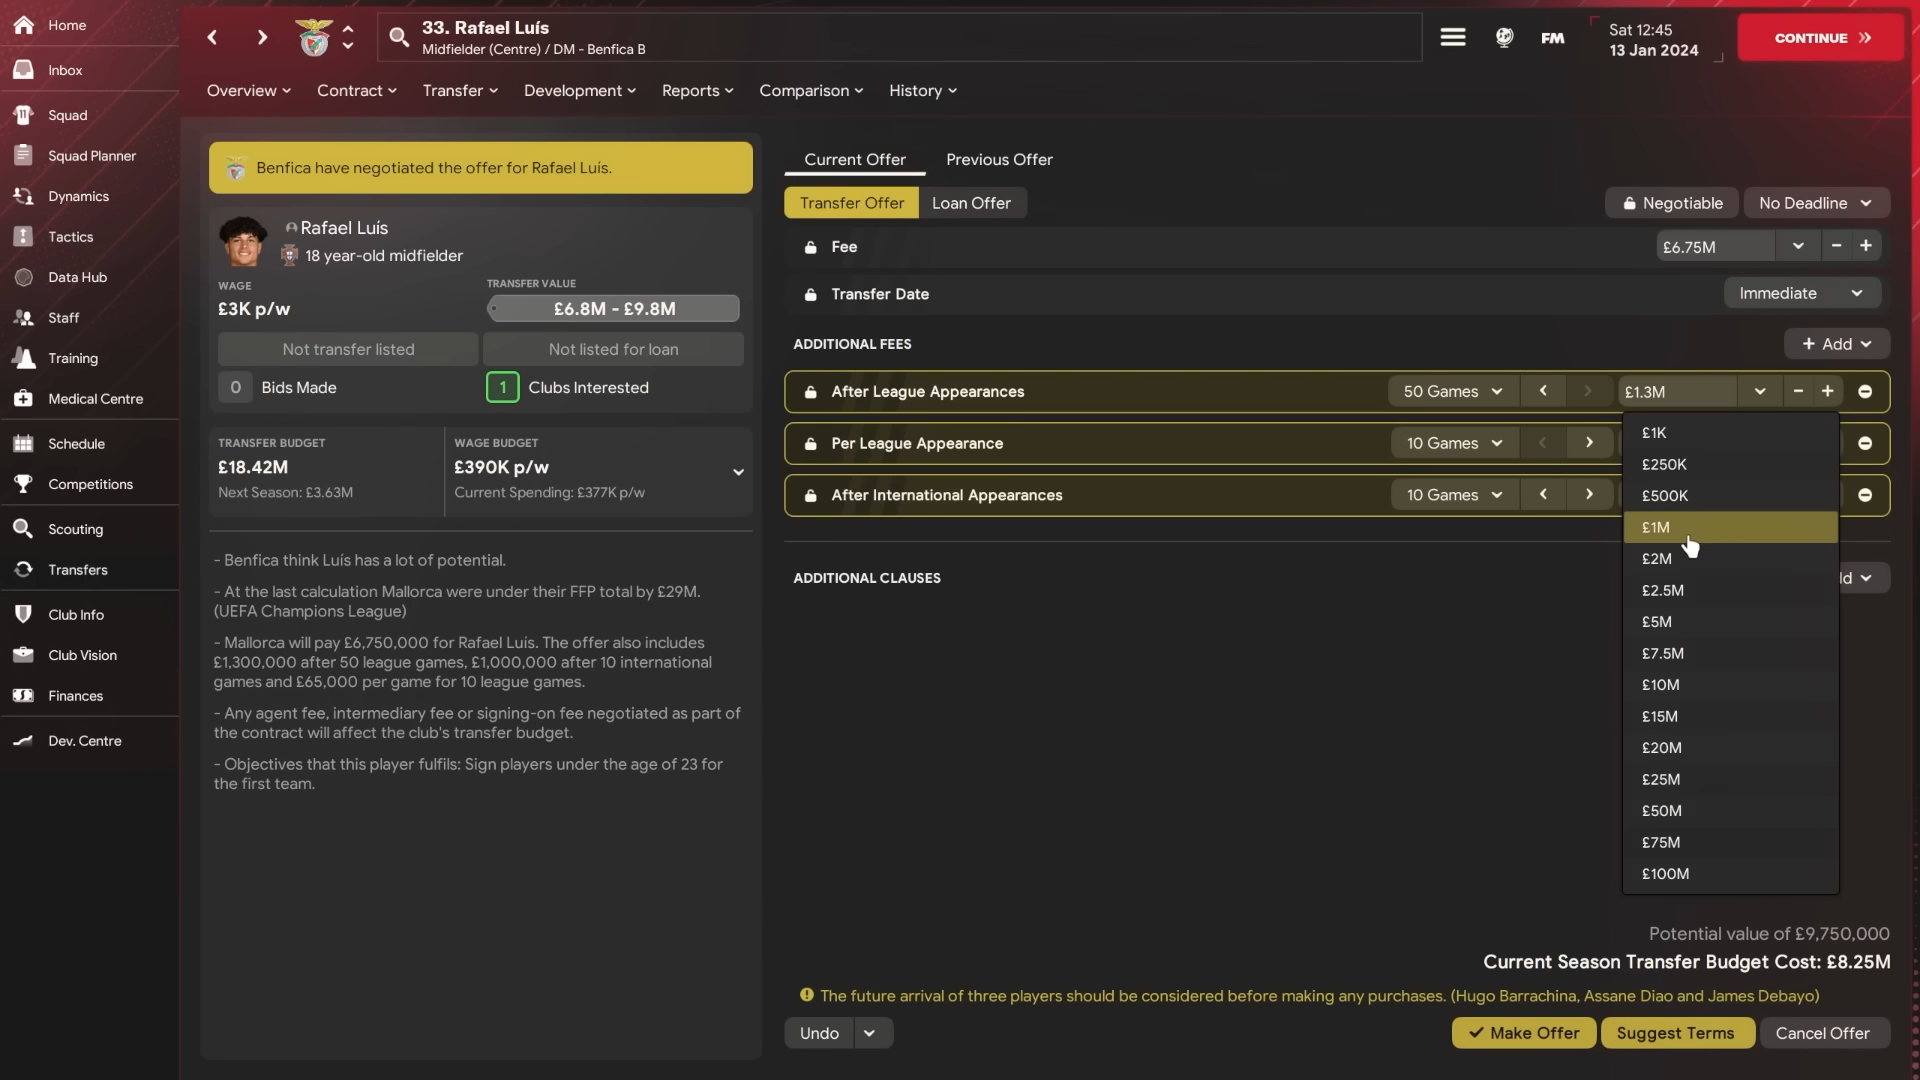 Home
Inbox
Squad
Squad Planner
Dynamics
Tactics
Data Hub
Staff
Training
Medical Centre
Schedule
Competitions
Scouting
Transfers
Club Info
Club Vision
Finances
Dev. Centre
33. Rafael Luís
Midfielder (Centre) / DM - Benfica B
FM
Sat 12:45
13 Jan 2024
CONTINUE
Overview
Contract
Transfer
Development
Reports
Comparison
History
Benfica have negotiated the offer for Rafael Luís.
Rafael Luís
18 year-old midfielder
WAGE
£3K p/w
TRANSFER VALUE
£6.8M - £9.8M
Not transfer listed
Not listed for loan
0 Bids Made
1 Clubs Interested
TRANSFER BUDGET
£18.42M
Next Season: £3.63M
WAGE BUDGET
£390K p/w
Current Spending: £377K p/w
- Benfica think Luís has a lot of potential.
- At the last calculation Mallorca were under their FFP total by £29M.
(UEFA Champions League)
- Mallorca will pay £6,750,000 for Rafael Luís. The offer also includes
£1,300,000 after 50 league games, £1,000,000 after 10 international
games and £65,000 per game for 10 league games.
- Any agent fee, intermediary fee or signing-on fee negotiated as part of
the contract will affect the club's transfer budget.
- Objectives that this player fulfils: Sign players under the age of 23 for
the first team.
Current Offer
Previous Offer
Transfer Offer
Loan Offer
Negotiable
No Deadline
Fee
£6.75M
Transfer Date
Immediate
ADDITIONAL FEES
+ Add
After League Appearances
50 Games
£1.3M
Per League Appearance
10 Games
After International Appearances
10 Games
£1K
£250K
£500K
£1M
£2M
£2.5M
£5M
£7.5M
£10M
£15M
£20M
£25M
£50M
£75M
£100M
ADDITIONAL CLAUSES
Potential value of £9,750,000
Current Season Transfer Budget Cost: £8.25M
The future arrival of three players should be considered before making any purchases. (Hugo Barrachina, Assane Diao and James Debayo)
Undo
Make Offer
Suggest Terms
Cancel Offer